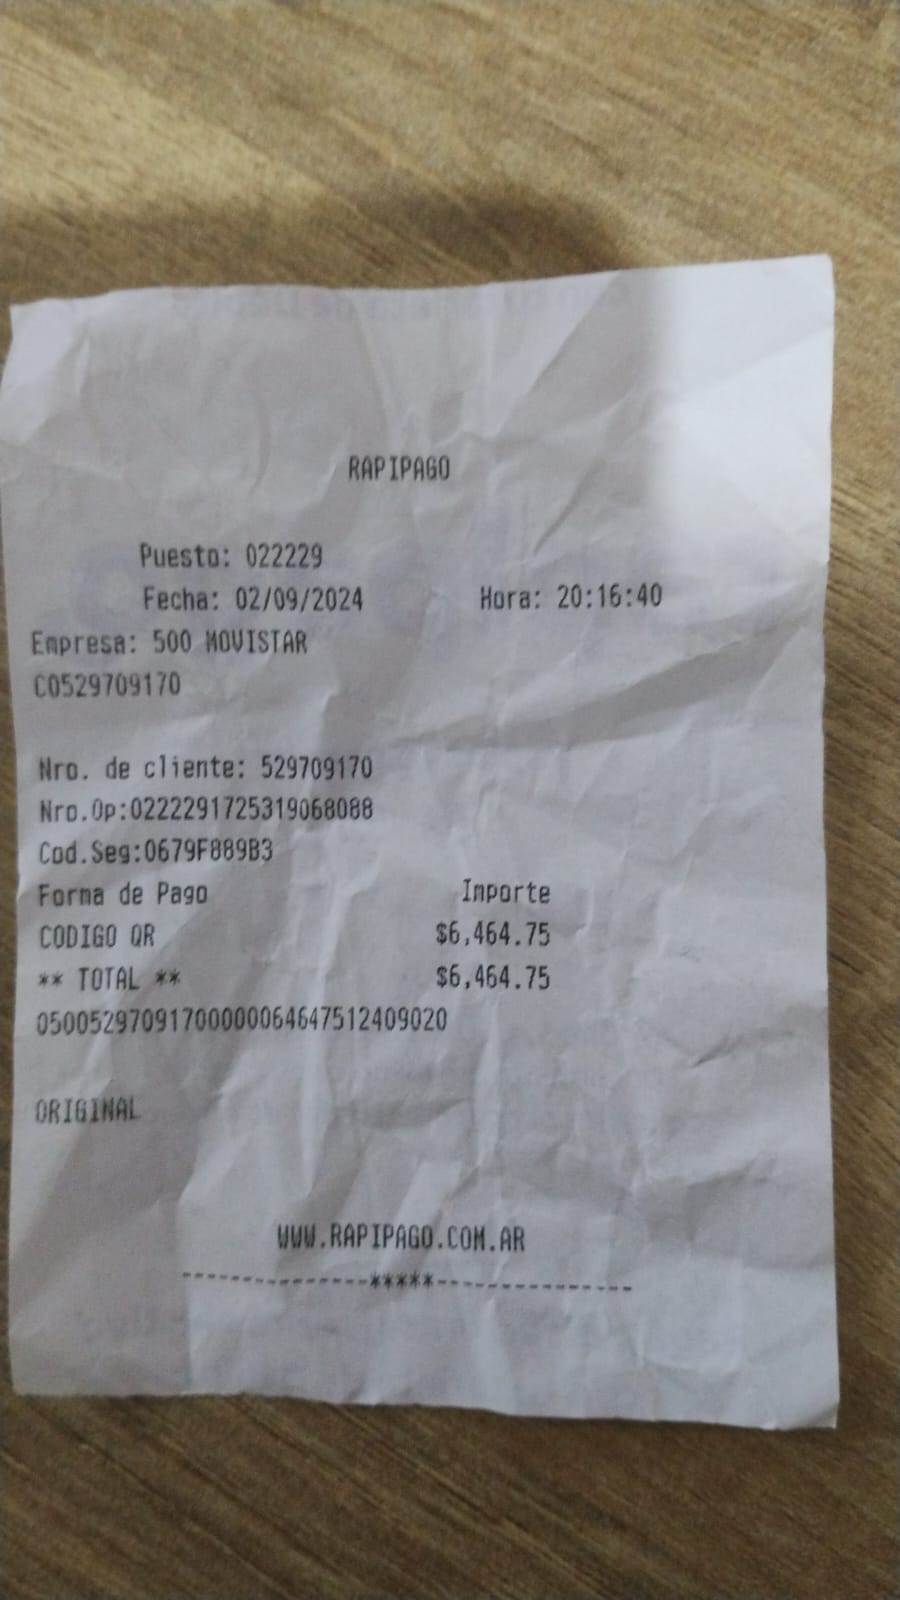 RAPIPAGO
Puesto: 022229
Fecha: 02/09/2024 Hora: 20:16:40
Empresa: 500 MOVISTAR
C0529709170
Nro. de cliente: 529709170
Nro.Op:0222291725319068088
Cod.Seg:0679F889B3
Forma de Pago Importe
CODIGO QR $6,464.75
** TOTAL ** $6,464.75
0500529709170000006464751240902​0
ORIGINAL
WWW.RAPIPAGO.COM.AR
------------------*****-------------------